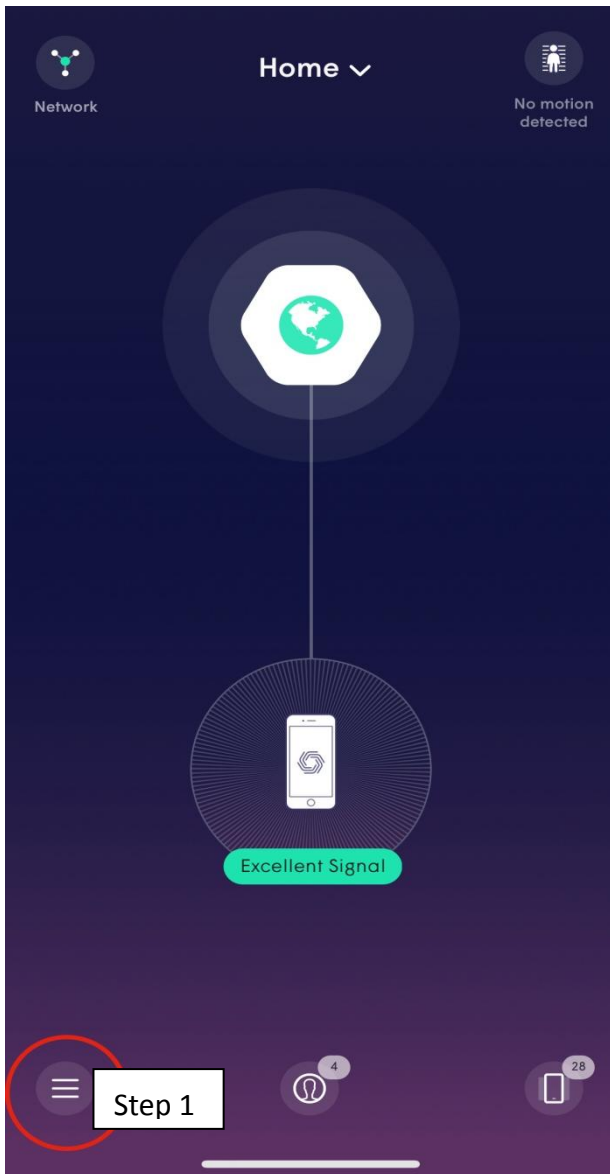 Home
Network
No motion
detected
Excellent Signal
Step 1
4
28